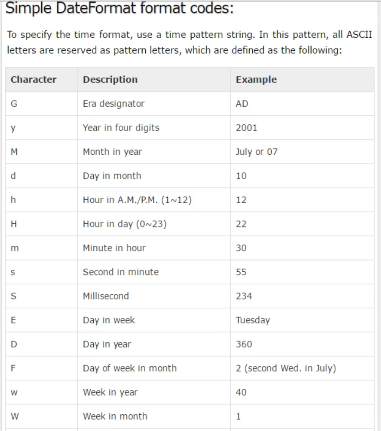 Simple DateFormat format codes:
To specify the time format, use a time pattern string. In this pattern, all ASCII
letters are reserved as pattern letters, which are defined as the following:
Character Description Example
G Era designator AD
y Year in four digits 2001
M Month in year July or 07
d Day in month 10
h Hour in A.M./P.M. (1~12) 12
H Hour in day (0~23) 22
m Minute in hour 30
s Second in minute 55
S Millisecond 234
E Day in week Tuesday
D Day in year 360
F Day of week in month 2 (second Wed. in July)
w Week in year 40
W Week in month 1